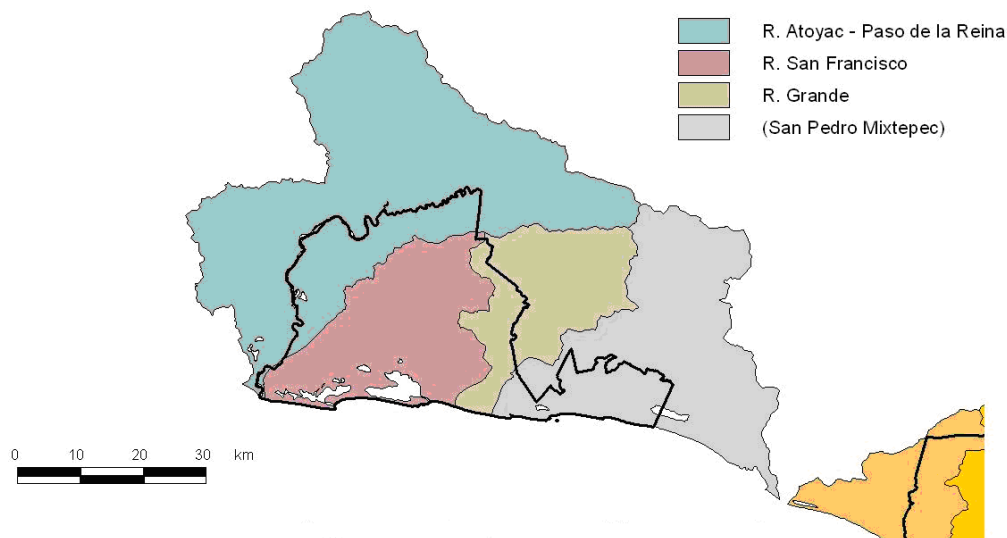 R. Atoyac - Paso de la Reina
R. San Francisco
R. Grande
(San Pedro Mixtepec)
0 10 20 30 km